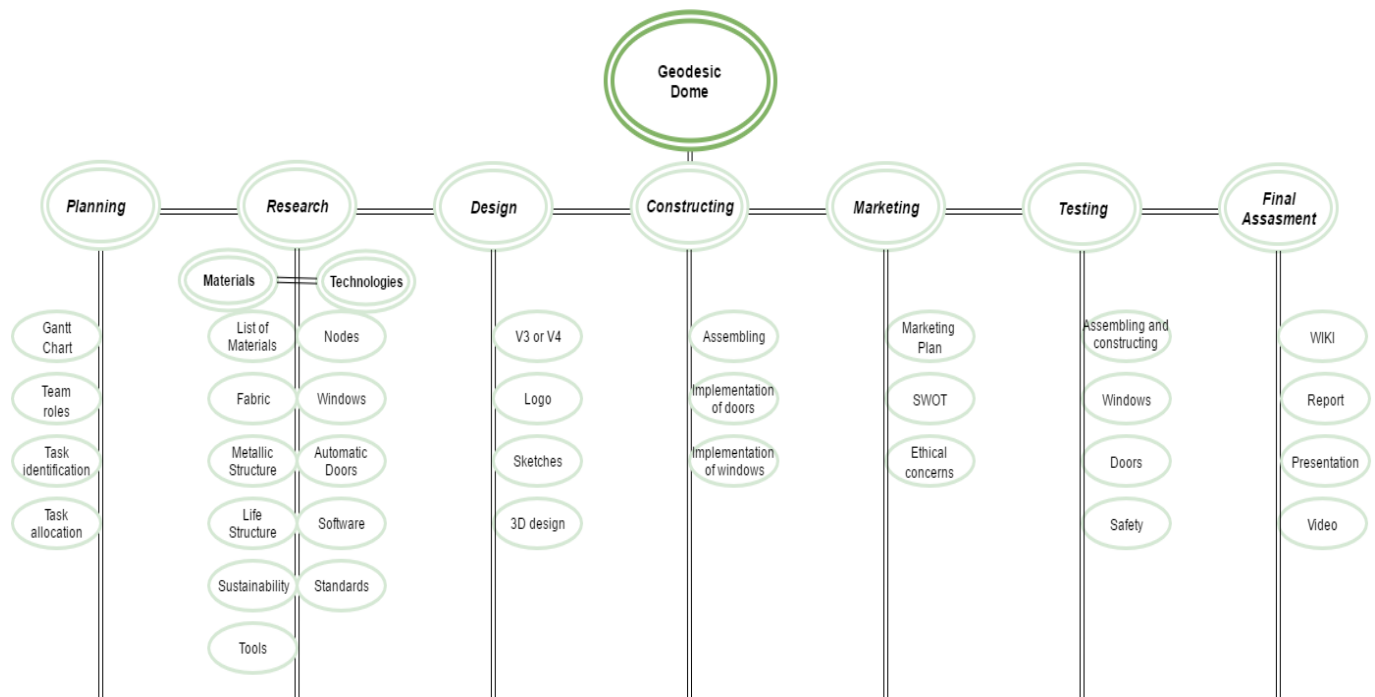 Geodesic
Dome
Planning
Research
Design
Constructing
Marketing
Testing
Final
Assasment
Materials
Technologies
Gantt
Chart
Team
roles
Task
identification
Task
allocation
List of
Materials
Fabric
Metallic
Structure
Life
Structure
Sustainability
Tools
Nodes
Windows
Automatic
Doors
Software
Standards
V3 or V4
Logo
Sketches
3D design
Assembling
Implementation
of doors
Implementation
of windows
Marketing
Plan
SWOT
Ethical
concerns
Assembling and
constructing
Windows
Doors
Safety
WIKI
Report
Presentation
Video